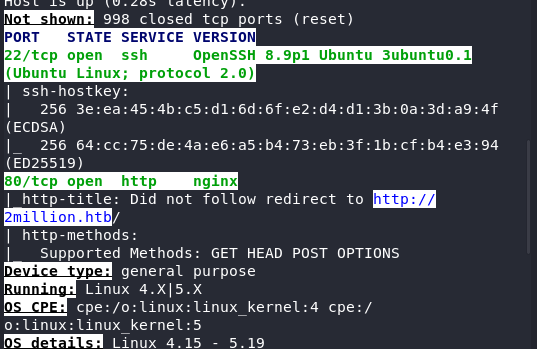 Host is up (0.28s latency).
Not shown: 998 closed tcp ports (reset)
PORT   STATE SERVICE VERSION
22/tcp open  ssh     OpenSSH 8.9p1 Ubuntu 3ubuntu0.1
(Ubuntu Linux; protocol 2.0)
| ssh-hostkey:
|   256 3e:ea:45:4b:c5:d1:6d:6f:e2:d4:d1:3b:0a:3d:a9:4f
(ECDSA)
|_  256 64:cc:75:de:4a:e6:a5:b4:73:eb:3f:1b:cf:b4:e3:94
(ED25519)
80/tcp open  http    nginx
|_http-title: Did not follow redirect to http://
2million.htb/
| http-methods:
|_  Supported Methods: GET HEAD POST OPTIONS
Device type: general purpose
Running: Linux 4.X|5.X
OS CPE: cpe:/o:linux:linux_kernel:4 cpe:/
o:linux:linux_kernel:5
OS details: Linux 4.15 - 5.19